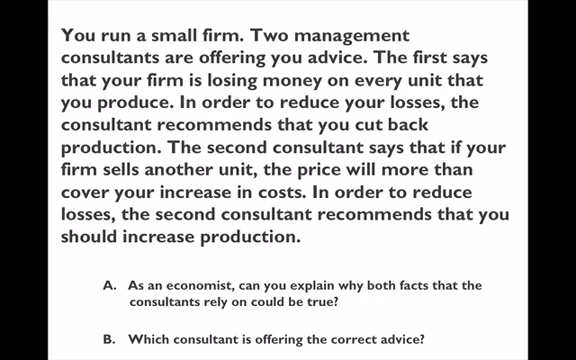 You run a small firm. Two management
consultants are offering you advice. The first says
that your firm is losing money on every unit that
you produce. In order to reduce your losses, the
consultant recommends that you cut back
production. The second consultant says that if your
firm sells another unit, the price will more than
cover your increase in costs. In order to reduce
losses, the second consultant recommends that you
should increase production.
A. As an economist, can you explain why both facts that the
consultants rely on could be true?
B. Which consultant is offering the correct advice?